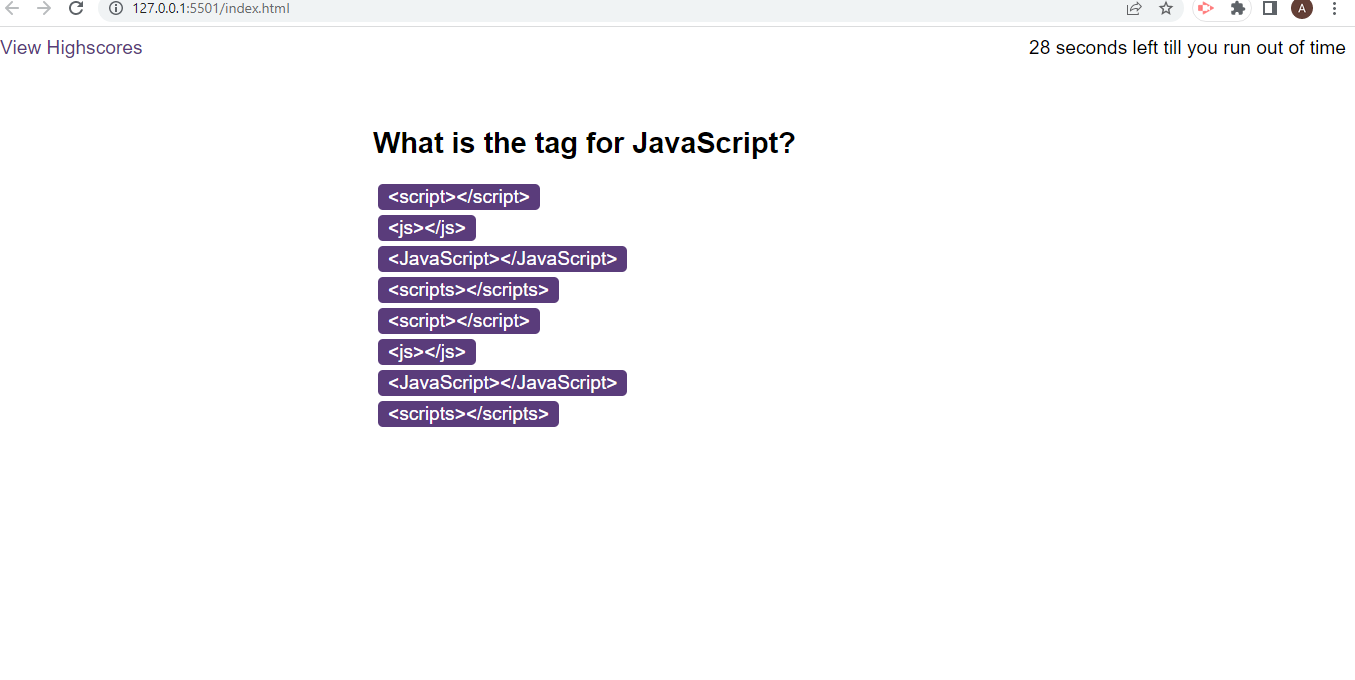 127.0.0.1:5501/index.html
A
View Highscores
28 seconds left till you run out of time
What is the tag for JavaScript?
<script></script>
<js></js>
<JavaScript></JavaScript>
<scripts></scripts>
<script></script>
<js></js>
<JavaScript></JavaScript>
<scripts></scripts>